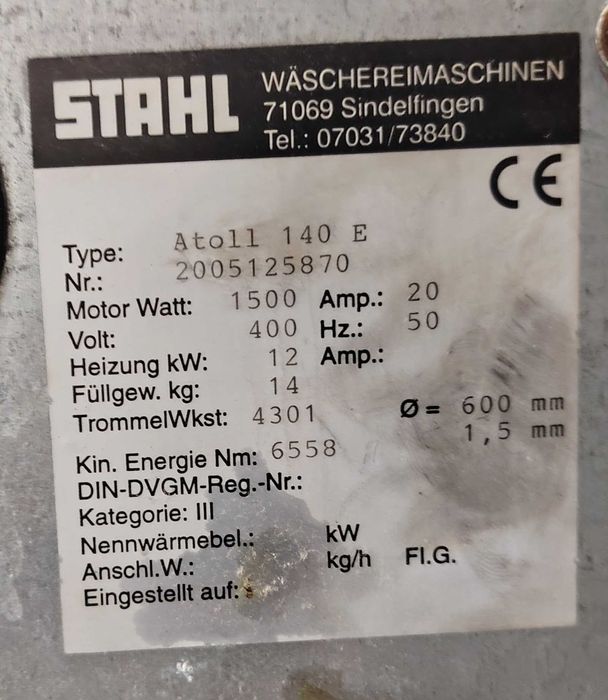 STAHL
WÄSCHEREIMASCHINEN
71069 Sindelfingen
Tel.: 07031/73840
CE
Type: Atoll 140 E
Nr.: 2005125870
Motor Watt: 1500 Amp.: 20
Volt: 400 Hz.: 50
Heizung kW: 12 Amp.:
Füllgew. kg: 14
TrommelWkst: 4301 Ø = 600 mm
1,5 mm
Kin. Energie Nm: 6558
DIN-DVGM-Reg.-Nr.:
Kategorie: III
Nennwärmebel.: kW
Anschl.W.: kg/h Fl.G.
Eingestellt auf: